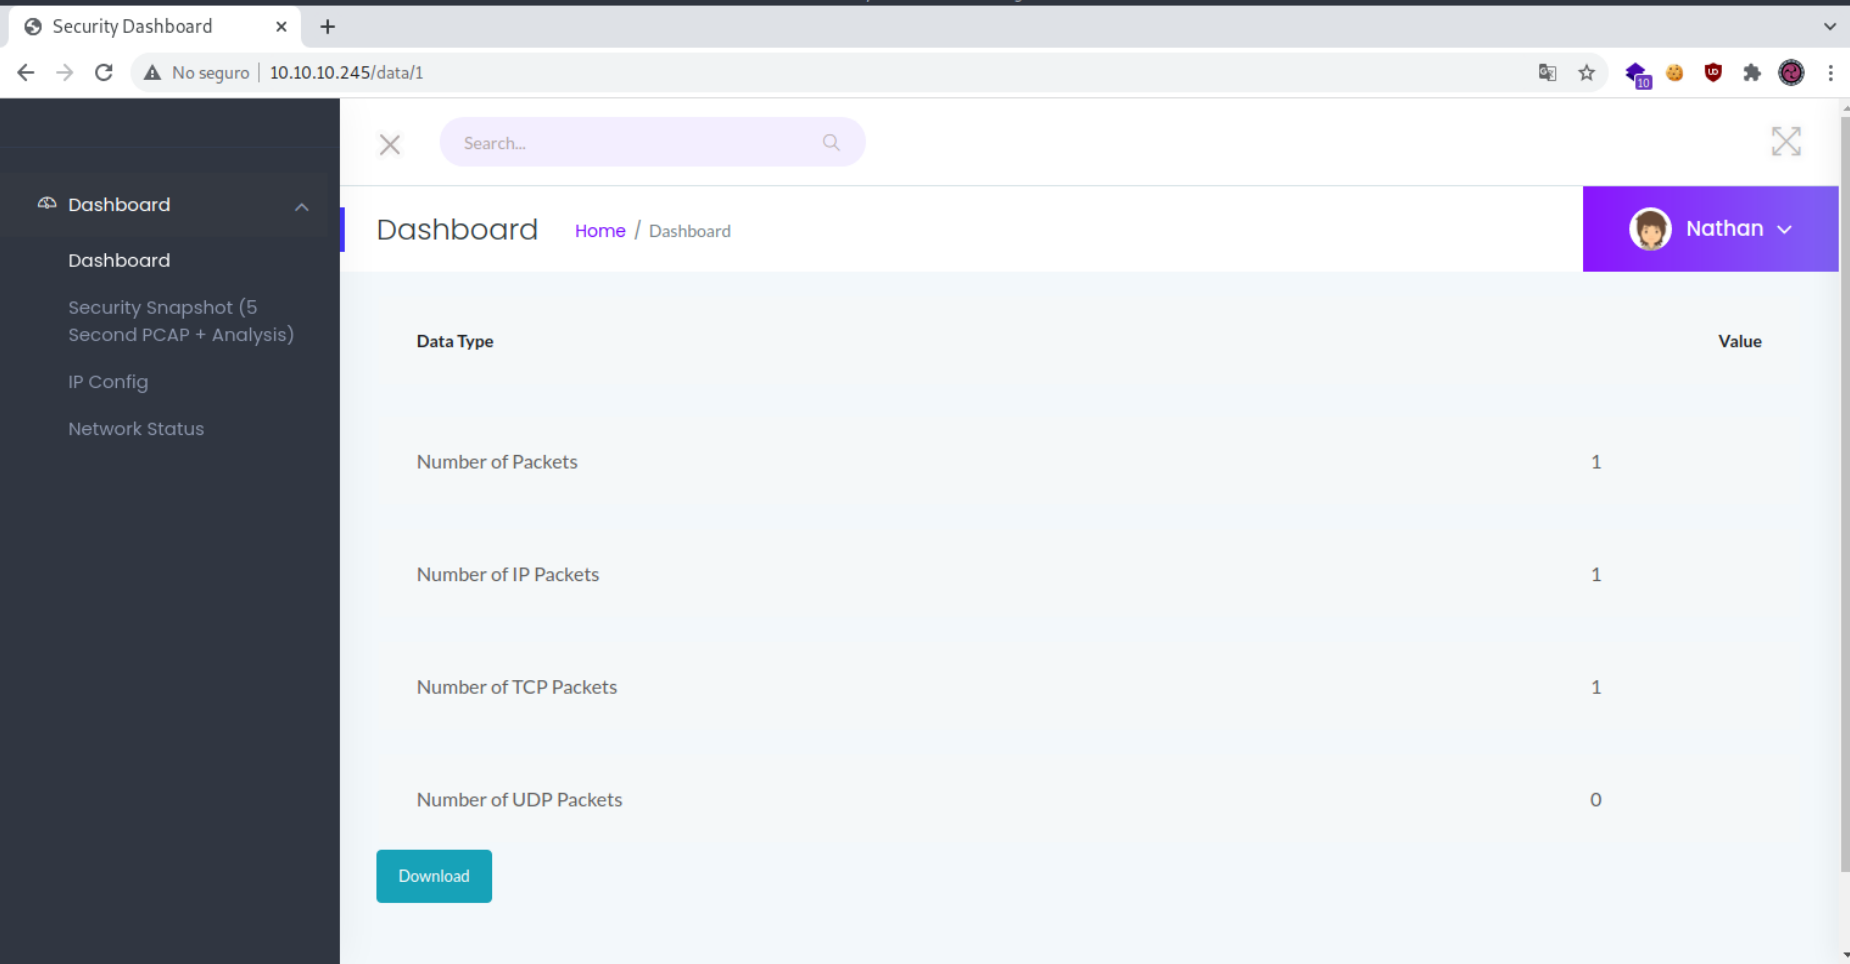 Security Dashboard
No seguro
10.10.10.245/data/1
10
UD
Search...
Dashboard
Dashboard
Security Snapshot (5
Second PCAP + Analysis)
IP Config
Network Status
Dashboard
Home / Dashboard
Nathan
Data Type Value
Number of Packets 1
Number of IP Packets 1
Number of TCP Packets 1
Number of UDP Packets 0
Download